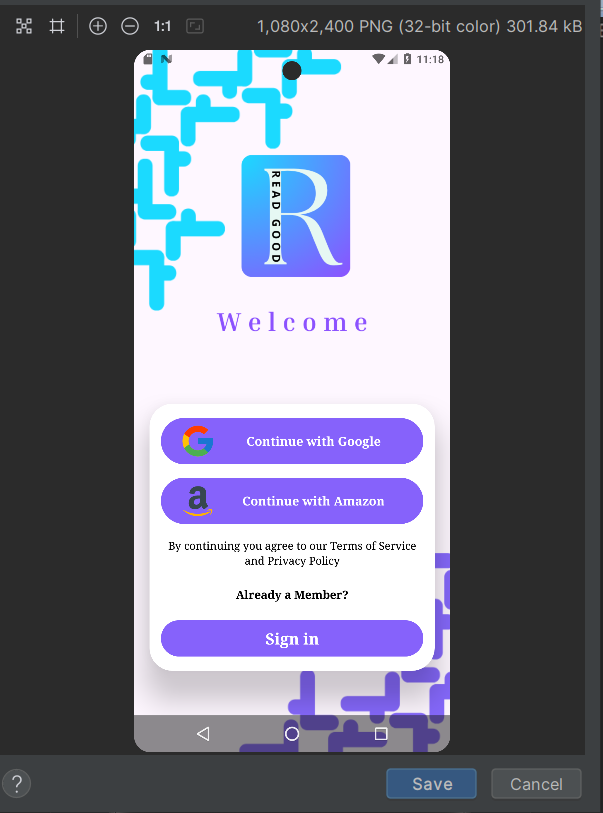 1:1
1,080x2,400 PNG (32-bit color) 301.84 kB
11:18
R
READ GOOD
Welcome
Continue with Google
a
Continue with Amazon
By continuing you agree to our Terms of Service
and Privacy Policy
Already a Member?
Sign in
?
Save
Cancel